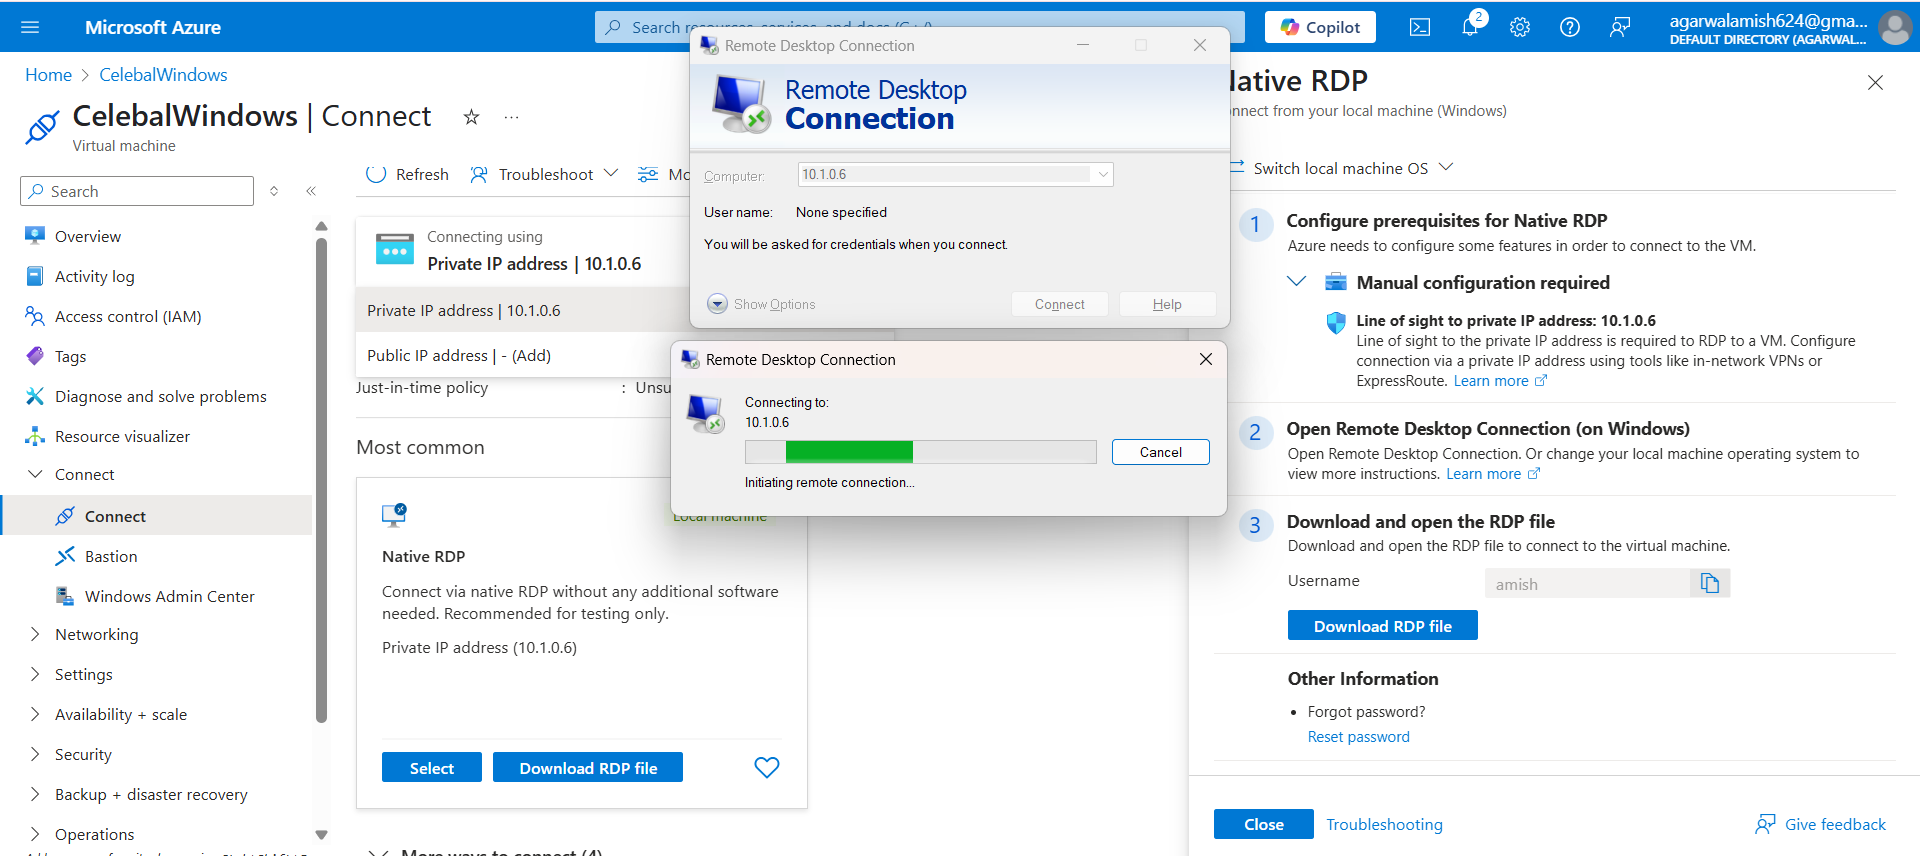 Microsoft Azure
Search resources, services, and docs (G+/)
Copilot
2
agarwalamish624@gma...
DEFAULT DIRECTORY (AGARWAL...
Home > CelebalWindows
CelebalWindows | Connect
...
Virtual machine
Search
Overview
Activity log
Access control (IAM)
Tags
Diagnose and solve problems
Resource visualizer
Connect
Connect
Bastion
Windows Admin Center
Networking
Settings
Availability + scale
Security
Backup + disaster recovery
Operations
Refresh
Troubleshoot
Mo
Connecting using
Private IP address | 10.1.0.6
Private IP address | 10.1.0.6
Public IP address | - (Add)
Just-in-time policy : Unsu
Most common
Local machine
Native RDP
Connect via native RDP without any additional software
needed. Recommended for testing only.
Private IP address (10.1.0.6)
Select
Download RDP file
More ways to connect (4)
Remote Desktop Connection
Remote Desktop
Connection
Computer: 10.1.0.6
User name: None specified
You will be asked for credentials when you connect.
Show Options
Connect
Help
Remote Desktop Connection
Connecting to:
10.1.0.6
Cancel
Initiating remote connection...
Native RDP
onnect from your local machine (Windows)
Switch local machine OS
1
Configure prerequisites for Native RDP
Azure needs to configure some features in order to connect to the VM.
Manual configuration required
Line of sight to private IP address: 10.1.0.6
Line of sight to the private IP address is required to RDP to a VM. Configure
connection via a private IP address using tools like in-network VPNs or
ExpressRoute. Learn more
2
Open Remote Desktop Connection (on Windows)
Open Remote Desktop Connection. Or change your local machine operating system to
view more instructions. Learn more
3
Download and open the RDP file
Download and open the RDP file to connect to the virtual machine.
Username amish
Download RDP file
Other Information
• Forgot password?
Reset password
Close
Troubleshooting
Give feedback